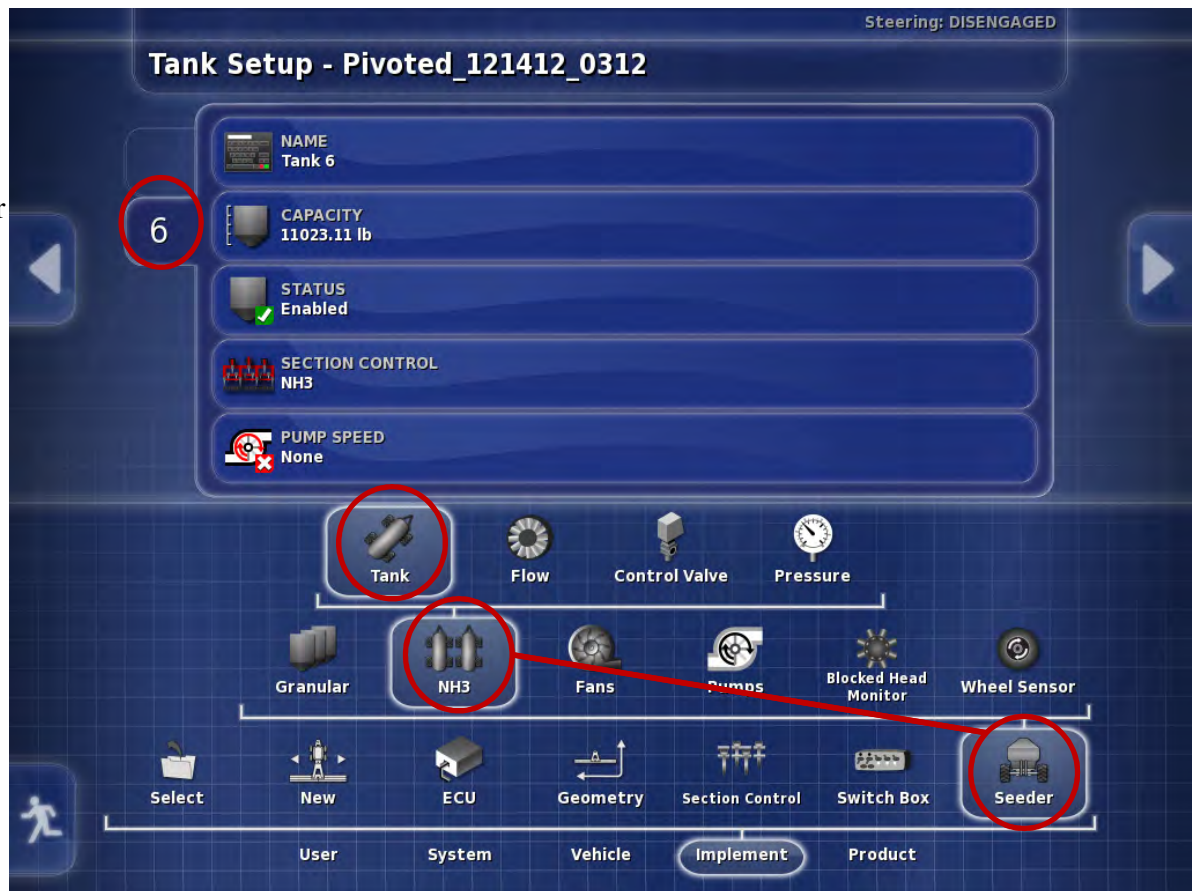 Steering: DISENGAGED
Tank Setup - Pivoted_121412_0312
NAME
Tank 6
r
6
CAPACITY
11023.11 lb
STATUS
Enabled
SECTION CONTROL
NH3
PUMP SPEED
None
Tank Flow Control Valve Pressure
Granular NH3 Fans Pumps Blocked Head Monitor Wheel Sensor
Select New ECU Geometry Section Control Switch Box Seeder
User System Vehicle Implement Product